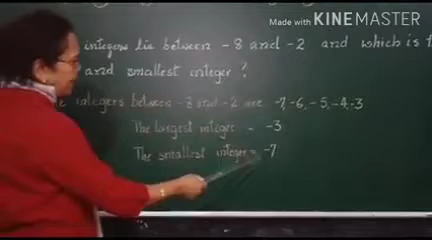 Made with KINEMASTER
integers lie between -8 and -2 and which is
and smallest integer ?
integers between -8 and -2 are -7, -6, -5, -4, -3
The largest integer = -3
The smallest integer = -7